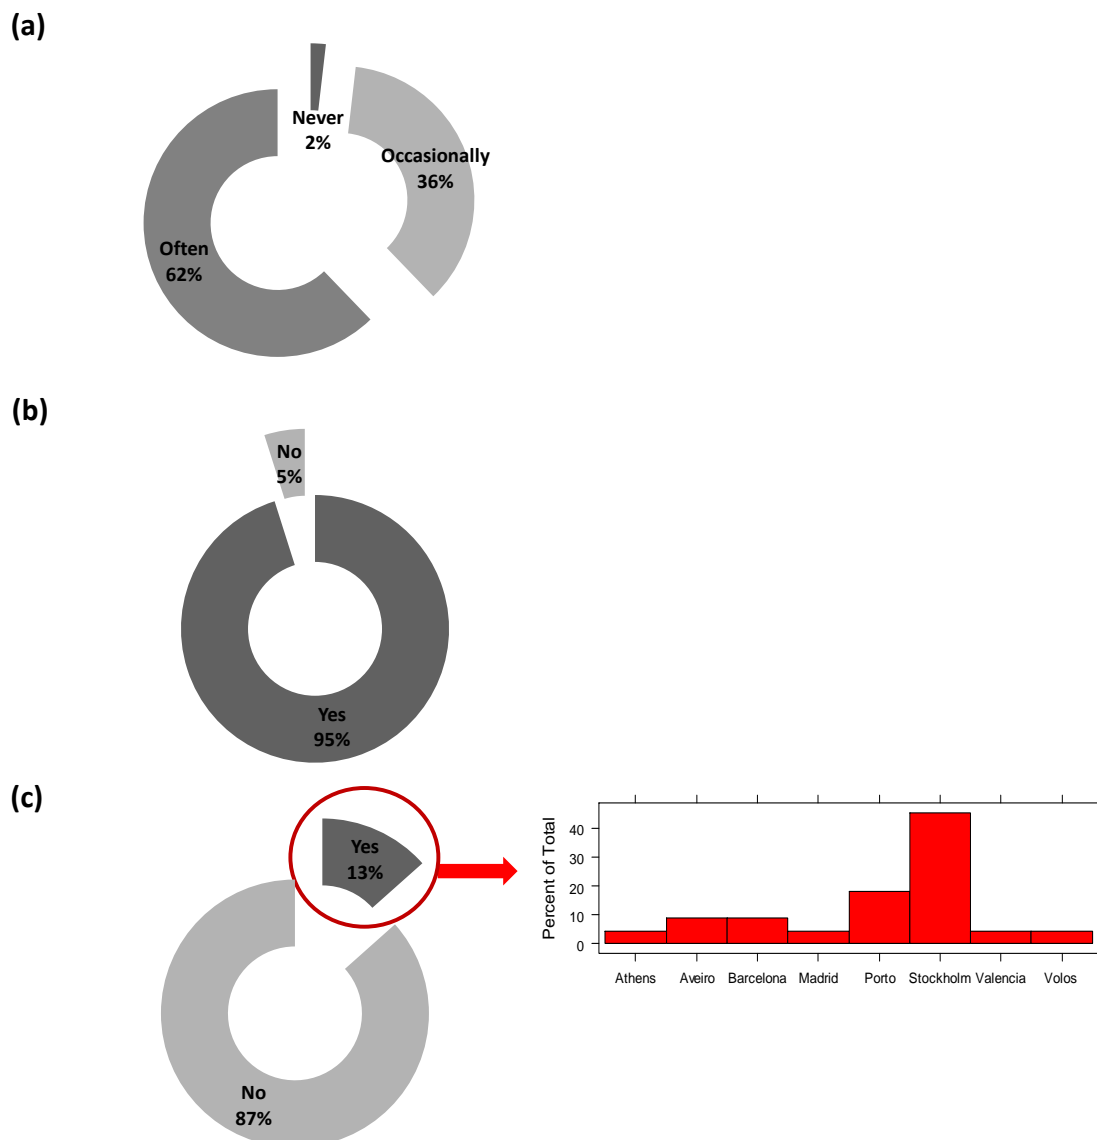 (a)
Never
2%
Occasionally
36%
Often
62%
(b)
No
5%
Yes
95%
(c)
Yes
13%
No
87%
Percent of Total
40
30
20
10
0
Athens Aveiro Barcelona Madrid Porto Stockholm Valencia Volos